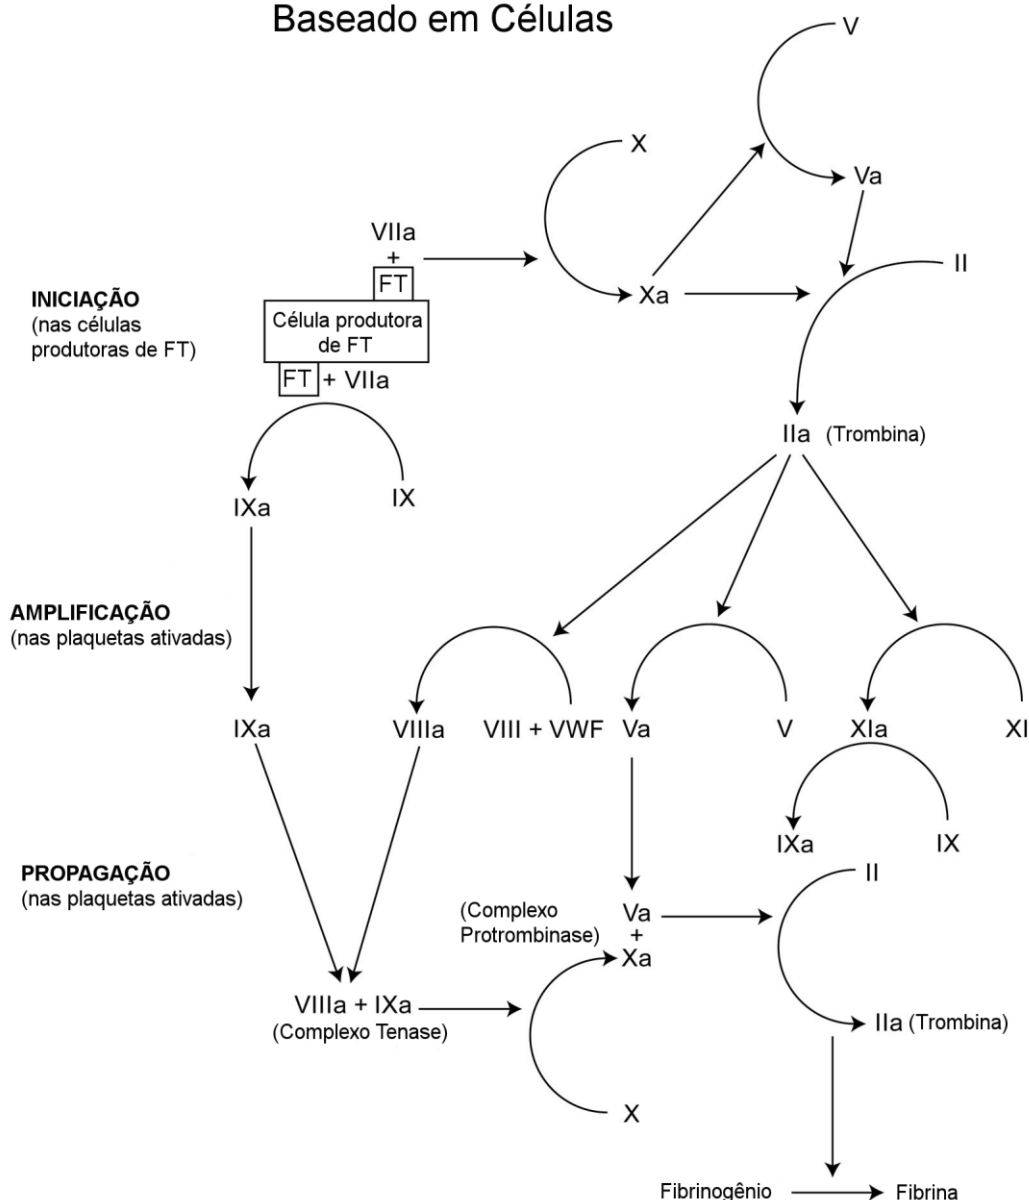 Baseado em Células
V
X
Va
VIIa
+
FT
II
INICIAÇÃO
(nas células
produtoras de FT)
Xa
Célula produtora
de FT
FT + VIIa
IIa (Trombina)
IXa
IX
AMPLIFICAÇÃO
(nas plaquetas ativadas)
IXa
VIIIa
VIII + VWF
Va
V
XIa
XI
IXa
IX
PROPAGAÇÃO
(nas plaquetas ativadas)
II
(Complexo
Protrombinase)
Va
+
Xa
VIIIa + IXa
(Complexo Tenase)
IIa (Trombina)
X
Fibrinogênio
Fibrina